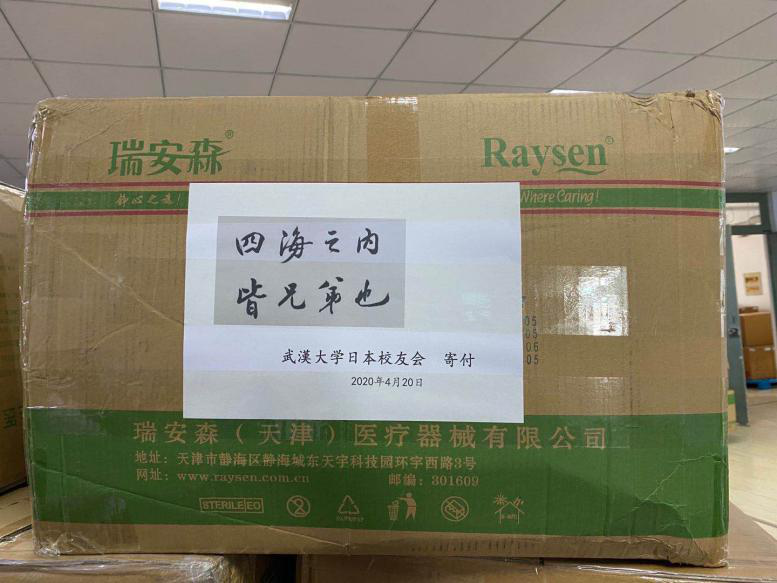 瑞安森®
Raysen®
静心之选
Where Caring!
四海之内
皆兄弟也
武漢大学日本校友会 寄付
2020年4月20日
05
05
06
05
瑞安森（天津）医疗器械有限公司
地址：天津市静海区静海城东天宇科技园环宇西路3号
网址：www.raysen.com.cn 邮编：301609
STERILE EO